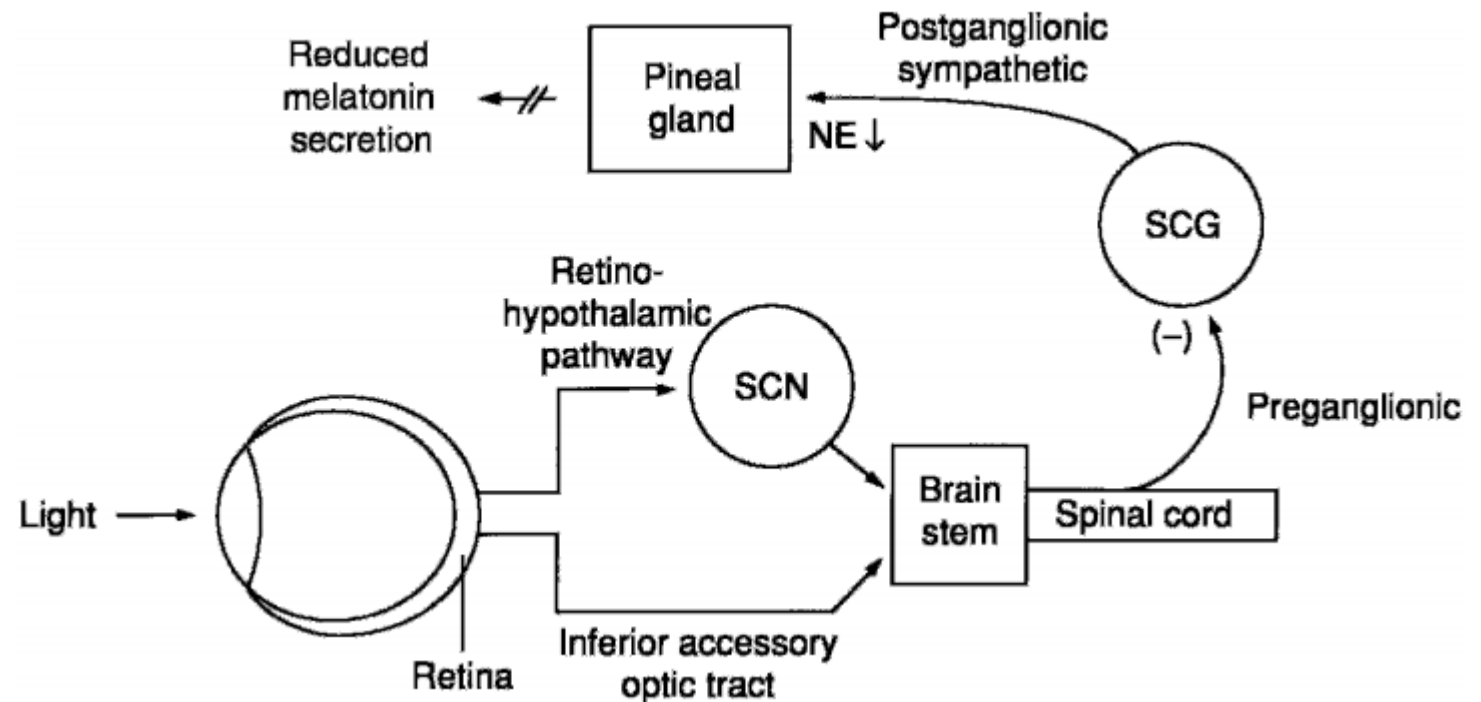 Reduced
melatonin
secretion
Pineal
gland
Postganglionic
sympathetic
NE ↓
SCG
(–)
Preganglionic
Retino-
hypothalamic
pathway
SCN
Light
Brain
stem
Spinal cord
Retina
Inferior accessory
optic tract